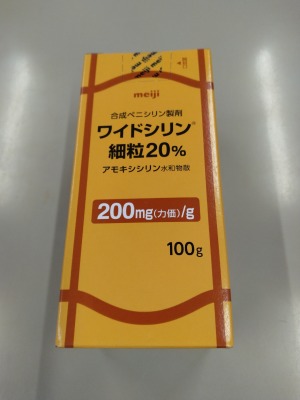 meiji
合成ペニシリン製剤
ワイドシリン®
細粒20%
アモキシシリン水和物散
200mg(力価)/g
100g